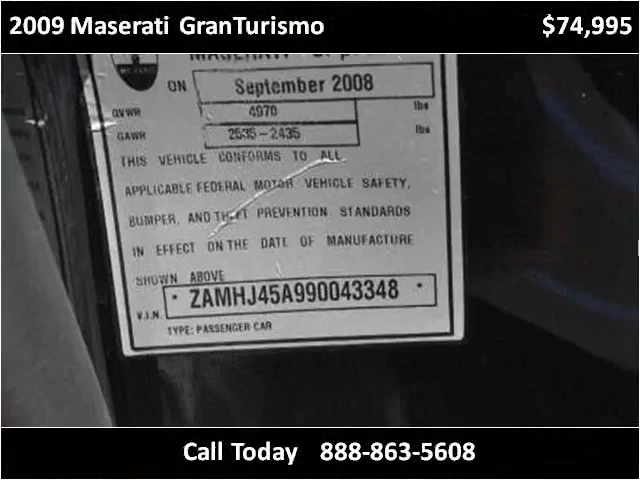 2009 Maserati GranTurismo $74,995
MASERATI
ON September 2008
GVWR 4970 lbs
GAWR 2535-2435 lbs
THIS VEHICLE CONFORMS TO ALL
APPLICABLE FEDERAL MOTOR VEHICLE SAFETY,
BUMPER, AND THEFT PREVENTION STANDARDS
IN EFFECT ON THE DATE OF MANUFACTURE
SHOWN ABOVE
V.I.N. * ZAMHJ45A990043348 *
TYPE: PASSENGER CAR
Call Today 888-863-5608